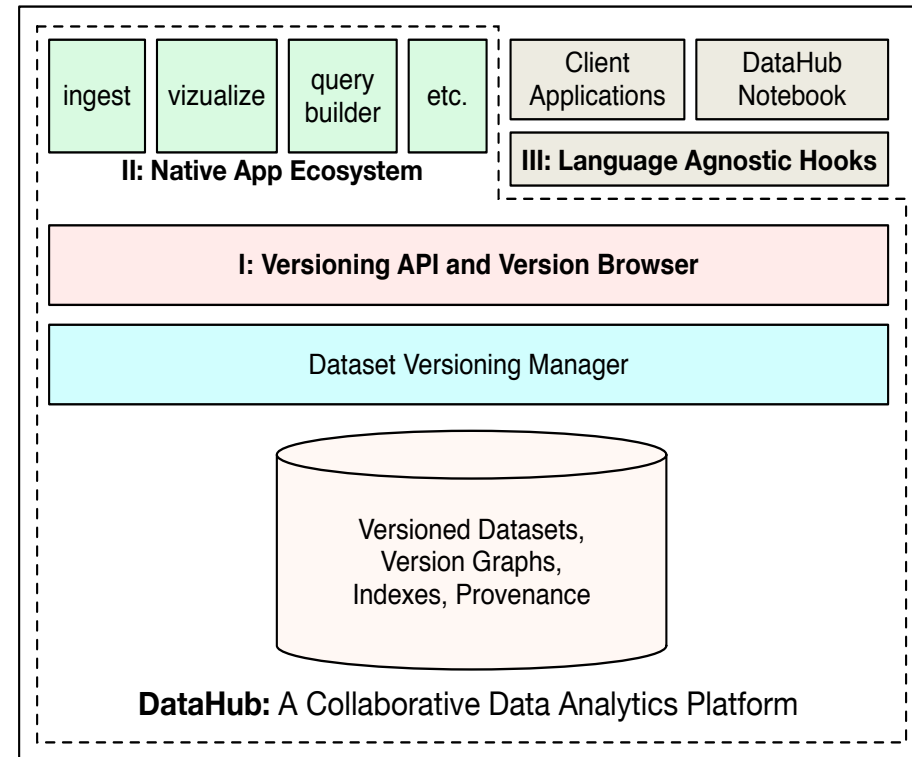 ingest
vizualize
query
builder
etc.
II: Native App Ecosystem
Client
Applications
DataHub
Notebook
III: Language Agnostic Hooks
I: Versioning API and Version Browser
Dataset Versioning Manager
Versioned Datasets,
Version Graphs,
Indexes, Provenance
DataHub: A Collaborative Data Analytics Platform